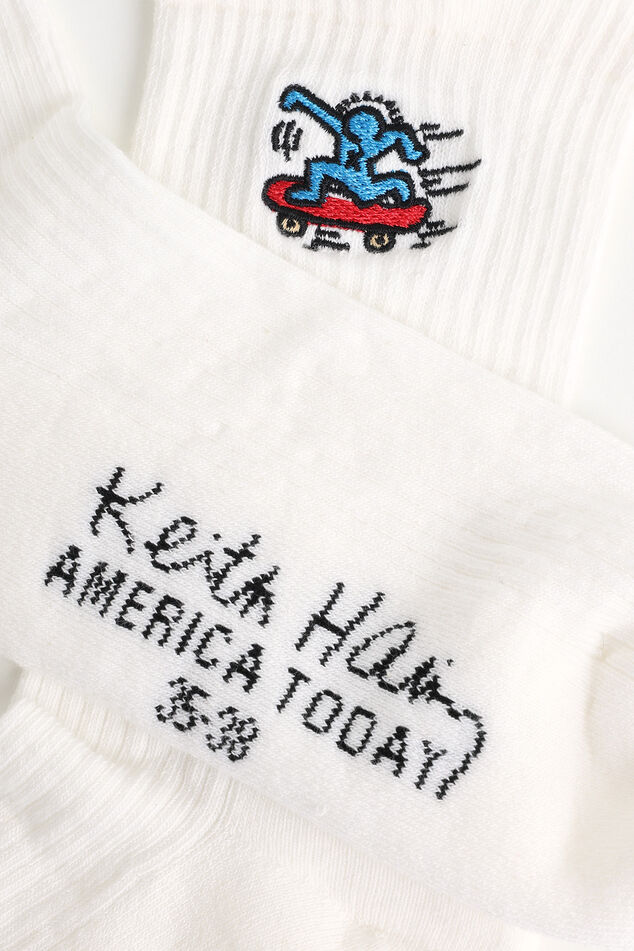 Keith Haring
AMERICA TODAY
35-38